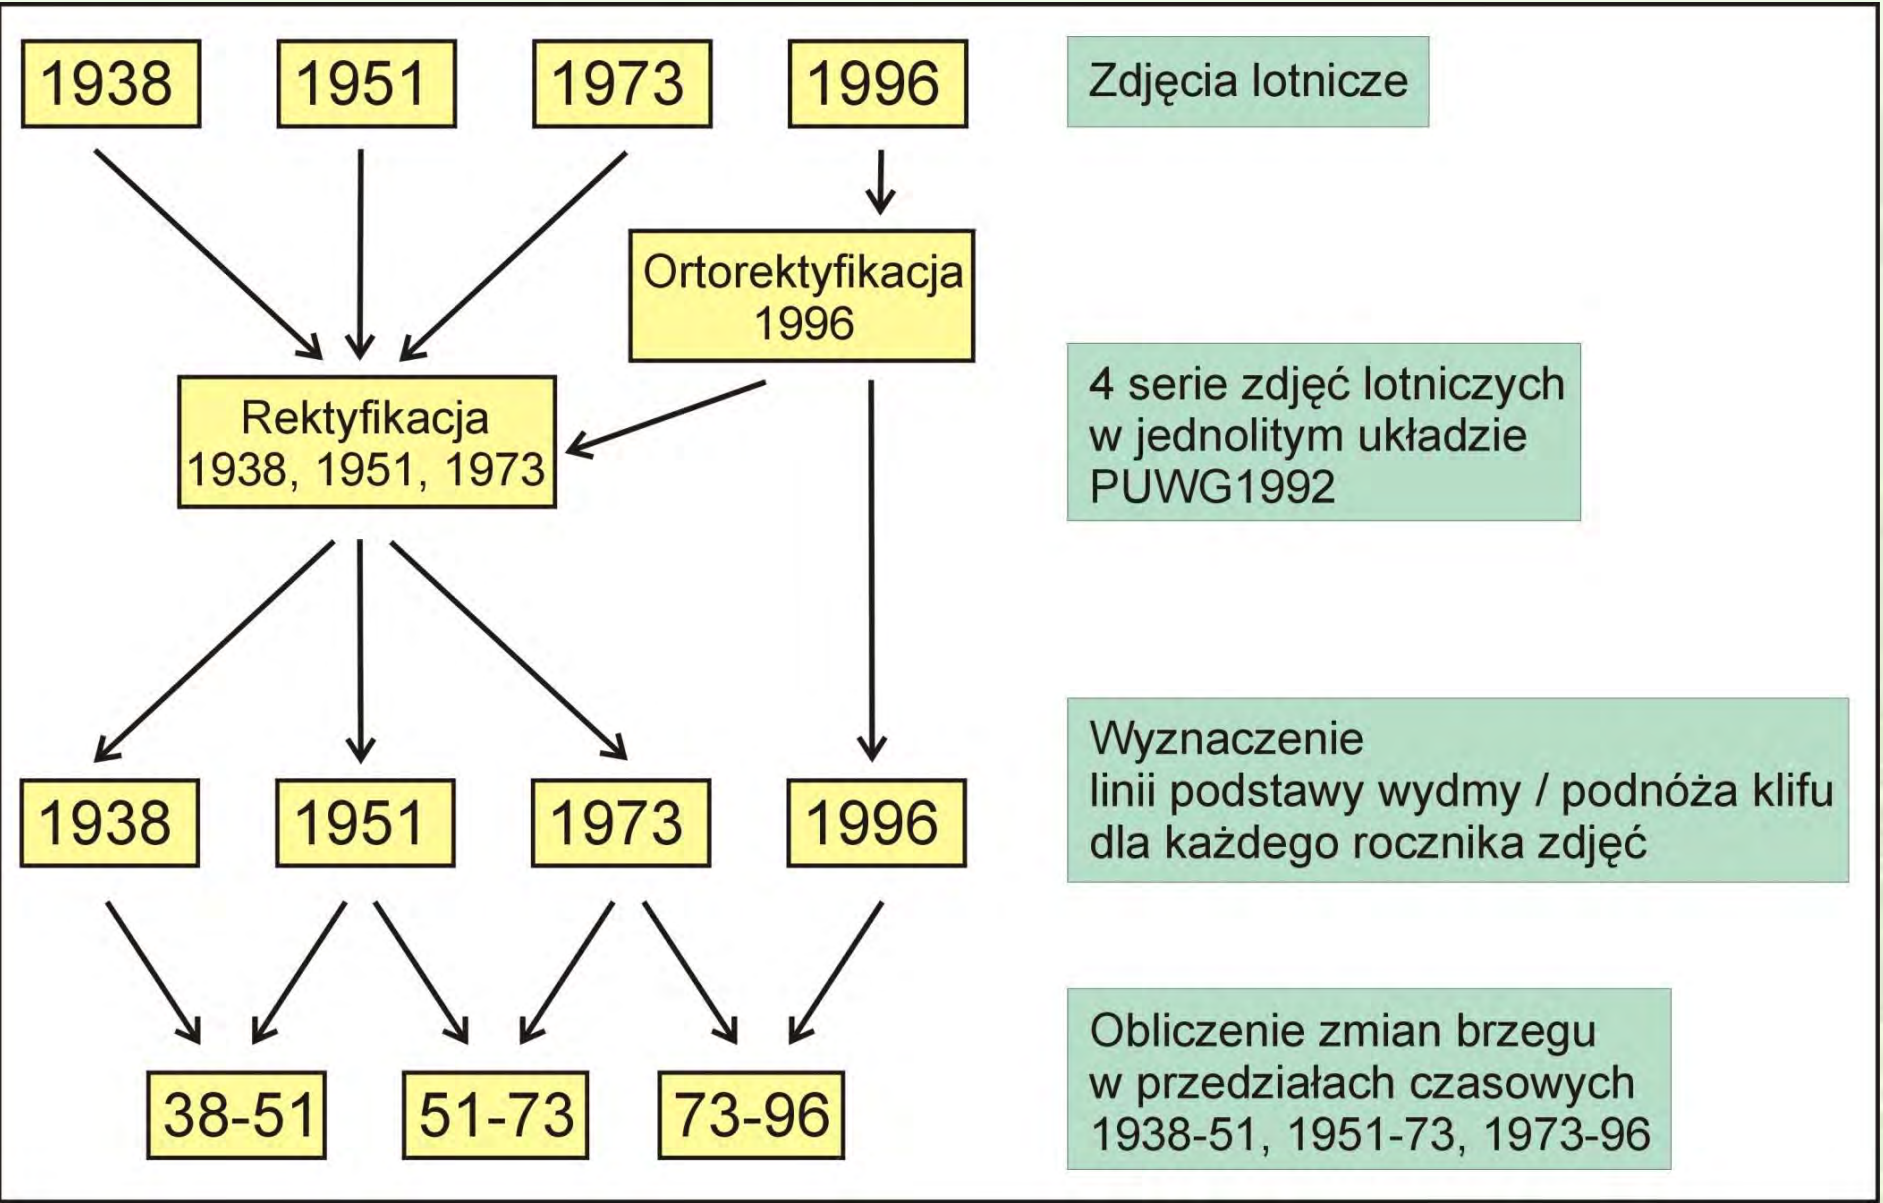 1938
1951
1973
1996
Zdjęcia lotnicze
Ortorektyfikacja
1996
Rektyfikacja
1938, 1951, 1973
4 serie zdjęć lotniczych
w jednolitym układzie
PUWG1992
1938
1951
1973
1996
Wyznaczenie
linii podstawy wydmy / podnóża klifu
dla każdego rocznika zdjęć
38-51
51-73
73-96
Obliczenie zmian brzegu
w przedziałach czasowych
1938-51, 1951-73, 1973-96